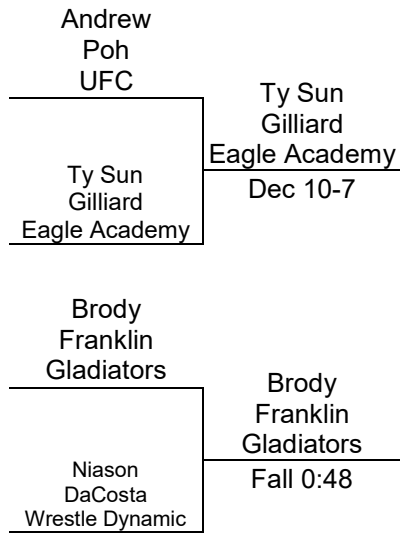 Andrew
Poh
UFC
Ty Sun
Gilliard
Eagle Academy
Ty Sun
Gilliard
Eagle Academy
Dec 10-7
Brody
Franklin
Gladiators
Niason
DaCosta
Wrestle Dynamic
Brody
Franklin
Gladiators
Fall 0:48